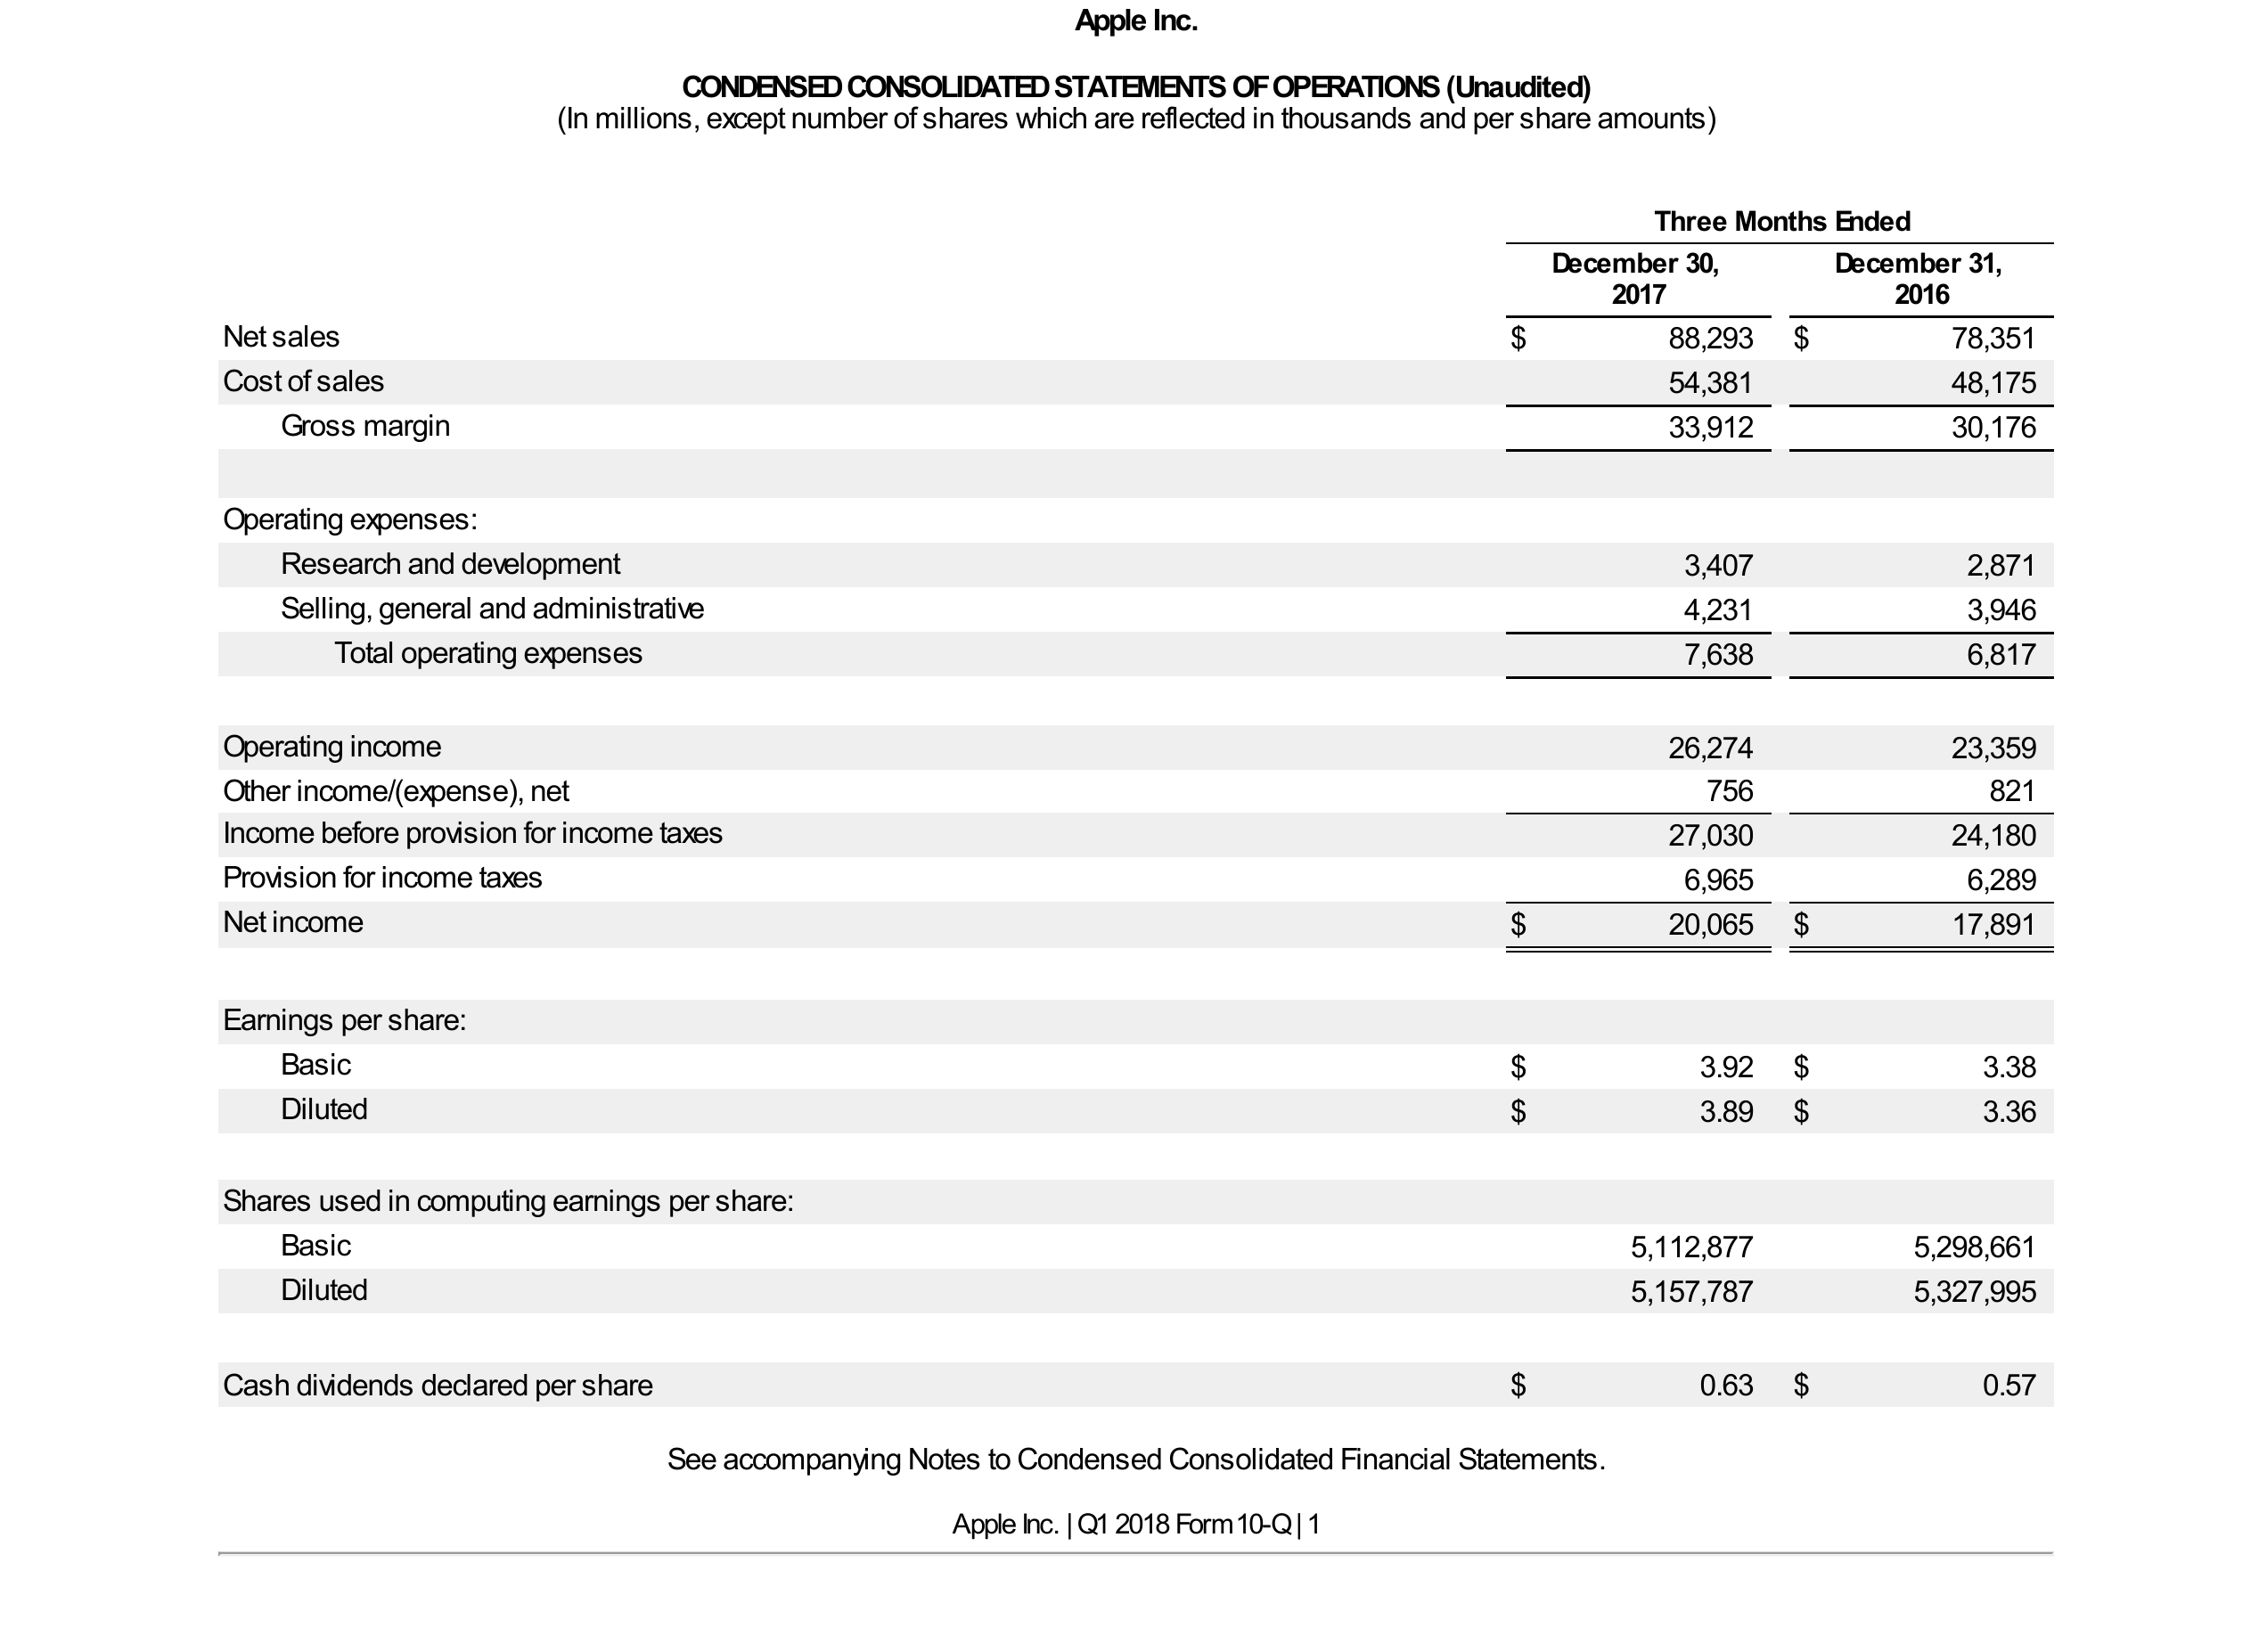 Apple Inc.
CONDENSED CONSOLIDATED STATEMENTS OF OPERATIONS (Unaudited)
(In millions, except number of shares which are reflected in thousands and per share amounts)
Three Months Ended
December 30, 2017 December 31, 2016
Net sales $ 88,293 $ 78,351
Cost of sales 54,381 48,175
Gross margin 33,912 30,176
Operating expenses:
Research and development 3,407 2,871
Selling, general and administrative 4,231 3,946
Total operating expenses 7,638 6,817
Operating income 26,274 23,359
Other income/(expense), net 756 821
Income before provision for income taxes 27,030 24,180
Provision for income taxes 6,965 6,289
Net income $ 20,065 $ 17,891
Earnings per share:
Basic $ 3.92 $ 3.38
Diluted $ 3.89 $ 3.36
Shares used in computing earnings per share:
Basic 5,112,877 5,298,661
Diluted 5,157,787 5,327,995
Cash dividends declared per share $ 0.63 $ 0.57
See accompanying Notes to Condensed Consolidated Financial Statements.
Apple Inc. | Q1 2018 Form 10-Q | 1